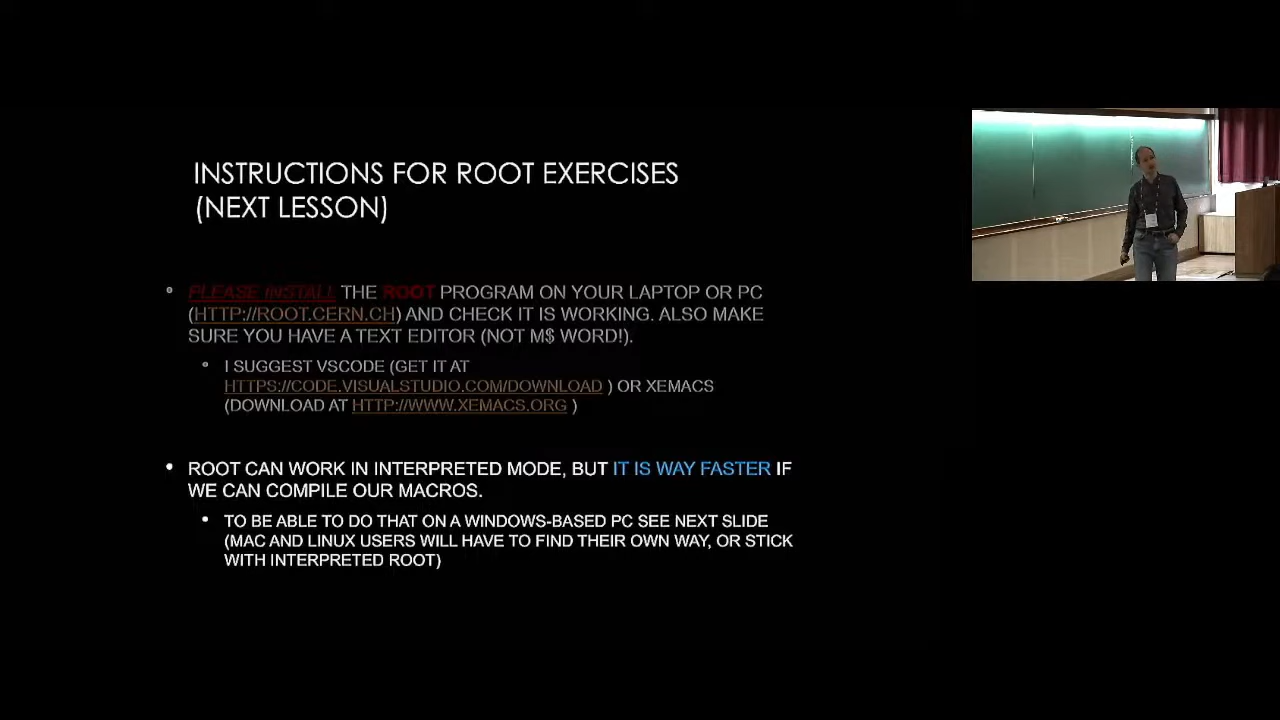 INSTRUCTIONS FOR ROOT EXERCISES
(NEXT LESSON)
• PLEASE INSTALL THE ROOT PROGRAM ON YOUR LAPTOP OR PC
(HTTP://ROOT.CERN.CH) AND CHECK IT IS WORKING. ALSO MAKE
SURE YOU HAVE A TEXT EDITOR (NOT M$ WORD!).
• I SUGGEST VSCODE (GET IT AT
HTTPS://CODE.VISUALSTUDIO.COM/DOWNLOAD ) OR XEMACS
(DOWNLOAD AT HTTP://WWW.XEMACS.ORG )
• ROOT CAN WORK IN INTERPRETED MODE, BUT IT IS WAY FASTER IF
WE CAN COMPILE OUR MACROS.
• TO BE ABLE TO DO THAT ON A WINDOWS-BASED PC SEE NEXT SLIDE
(MAC AND LINUX USERS WILL HAVE TO FIND THEIR OWN WAY, OR STICK
WITH INTERPRETED ROOT)